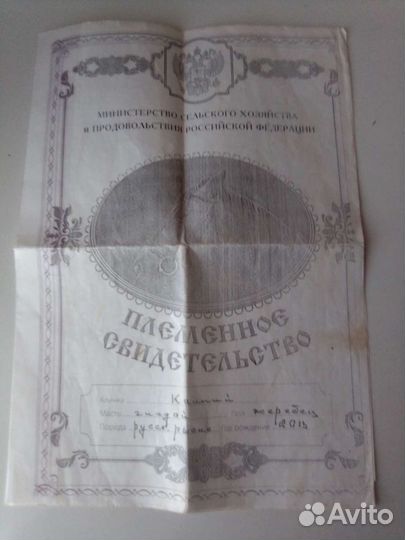 МИНИСТЕРСТВО СЕЛЬСКОГО ХОЗЯЙСТВА
И ПРОДОВОЛЬСТВИЯ РОССИЙСКОЙ ФЕДЕРАЦИИ
ПЛЕМЕННОЕ
СВИДЕТЕЛЬСТВО
Кличка
Масть гнедой Пол жеребец
Порода русск. рысис Год рождения 2013
Avito